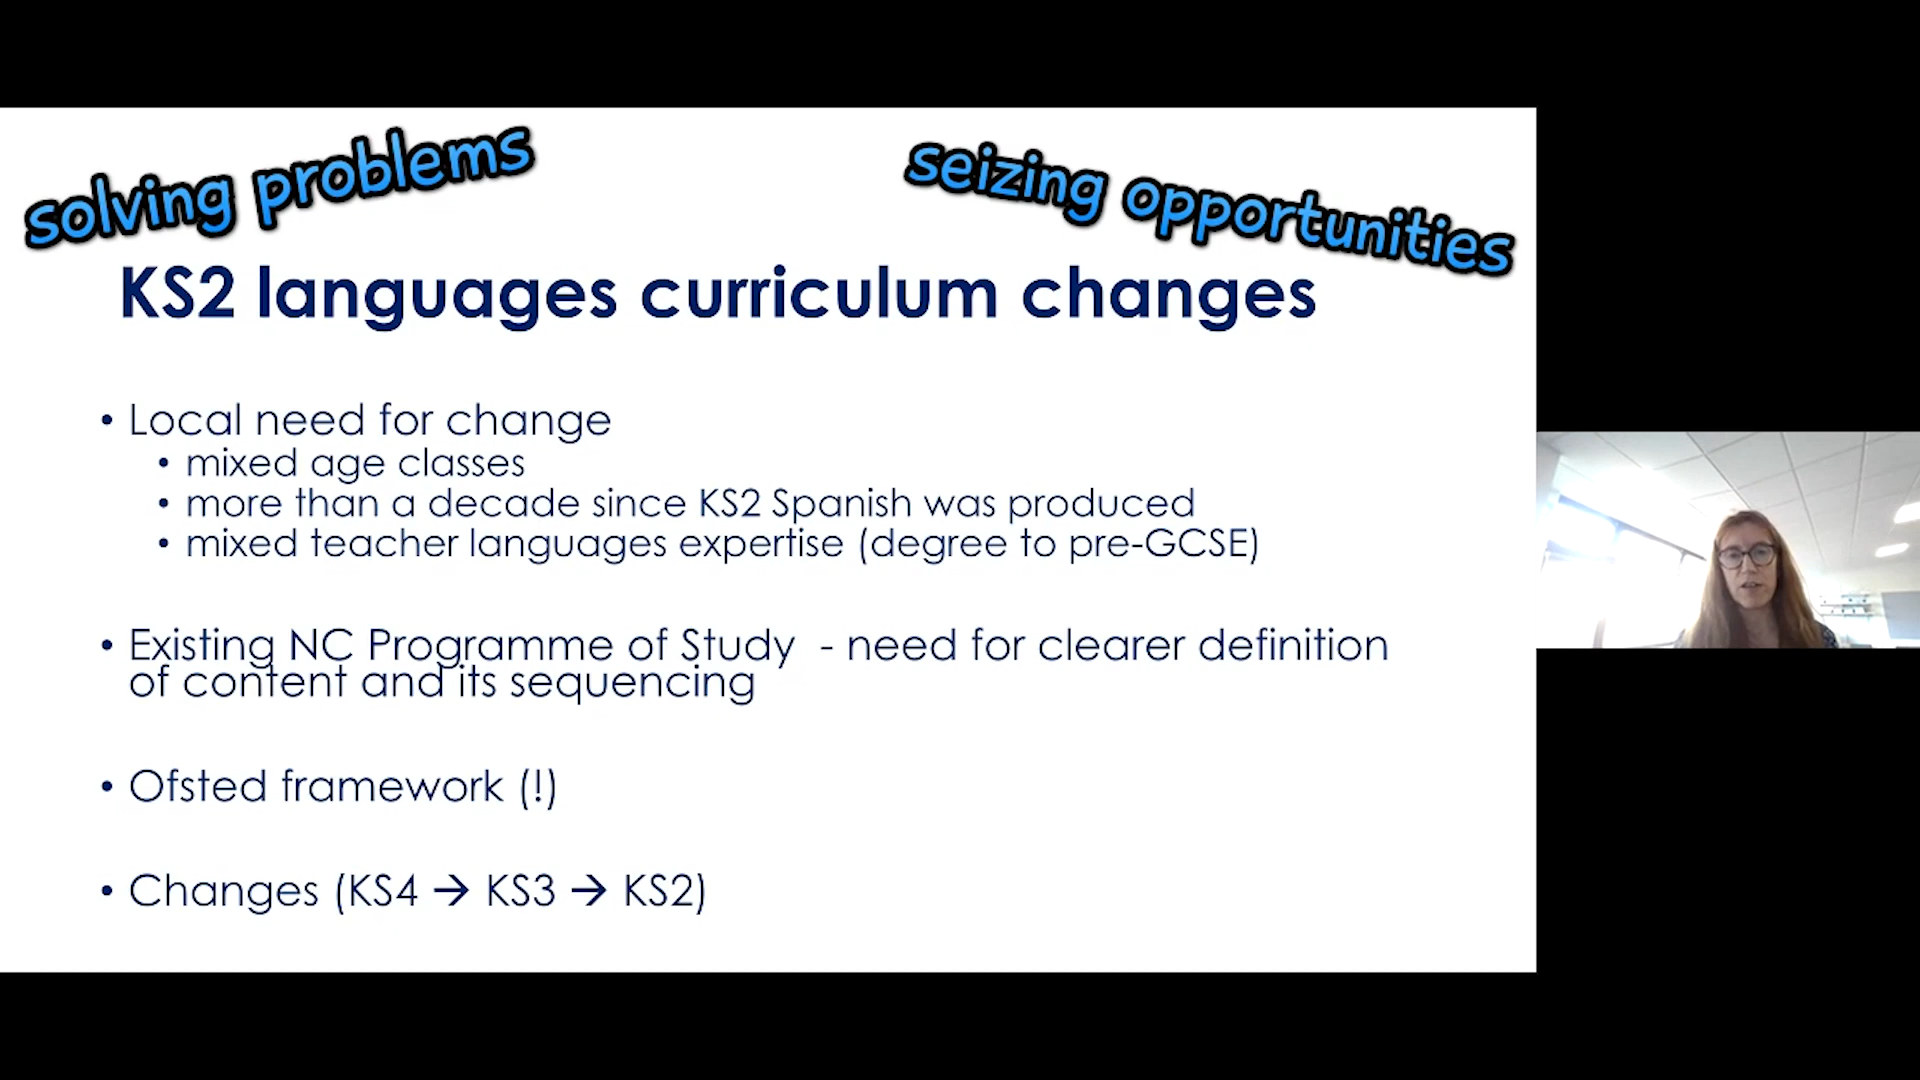 solving problems
seizing opportunities
KS2 languages curriculum changes
• Local need for change
• mixed age classes
• more than a decade since KS2 Spanish was produced
• mixed teacher languages expertise (degree to pre-GCSE)
• Existing NC Programme of Study - need for clearer definition
of content and its sequencing
• Ofsted framework (!)
• Changes (KS4 → KS3 → KS2)